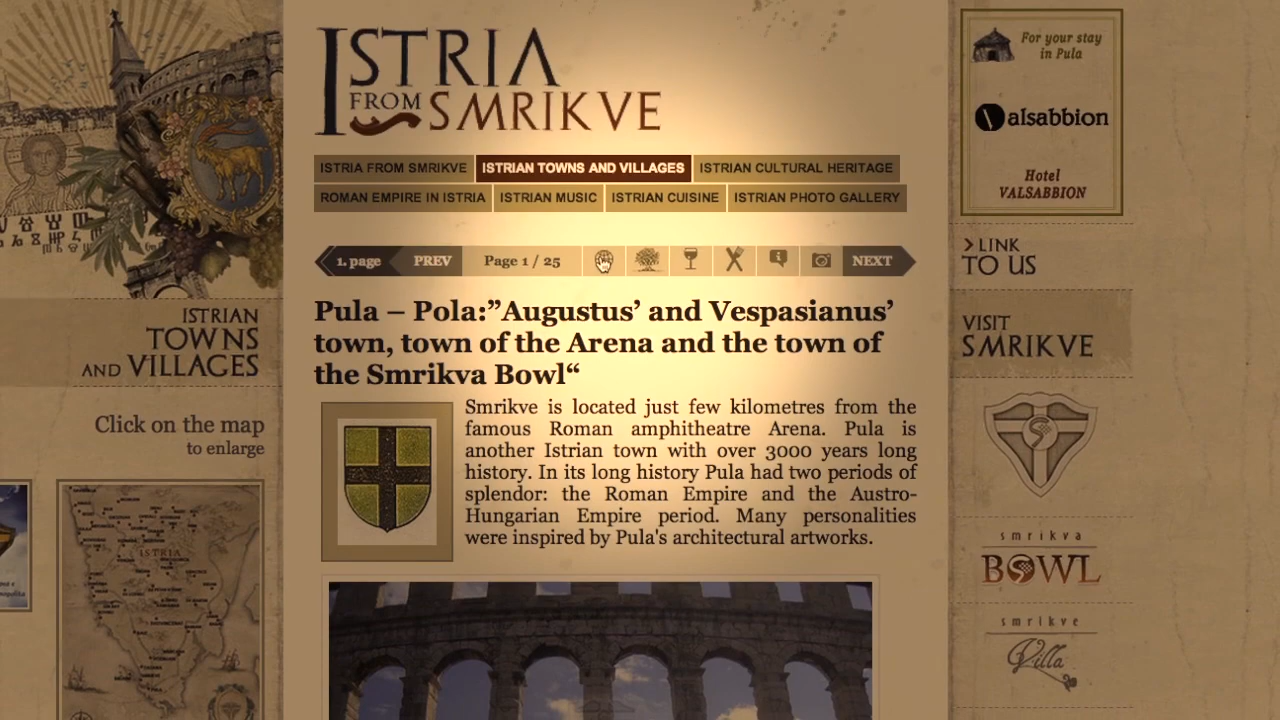 ISTRIA
FROM SMRIKVE
ISTRIA FROM SMRIKVE
ISTRIAN TOWNS AND VILLAGES
ISTRIAN CULTURAL HERITAGE
ROMAN EMPIRE IN ISTRIA
ISTRIAN MUSIC
ISTRIAN CUISINE
ISTRIAN PHOTO GALLERY
1. page
PREV
Page 1 / 25
NEXT
Pula – Pola:”Augustus’ and Vespasianus’
town, town of the Arena and the town of
the Smrikva Bowl“
Smrikve is located just few kilometres from the
famous Roman amphitheatre Arena. Pula is
another Istrian town with over 3000 years long
history. In its long history Pula had two periods of
splendor: the Roman Empire and the Austro-
Hungarian Empire period. Many personalities
were inspired by Pula's architectural artworks.
ISTRIAN
TOWNS
AND VILLAGES
Click on the map
to enlarge
ISTRIA
For your stay
in Pula
valsabbion
Hotel
VALSABBION
LINK
TO US
VISIT
SMRIKVE
smrikva
BOWL
smrikve
Villa